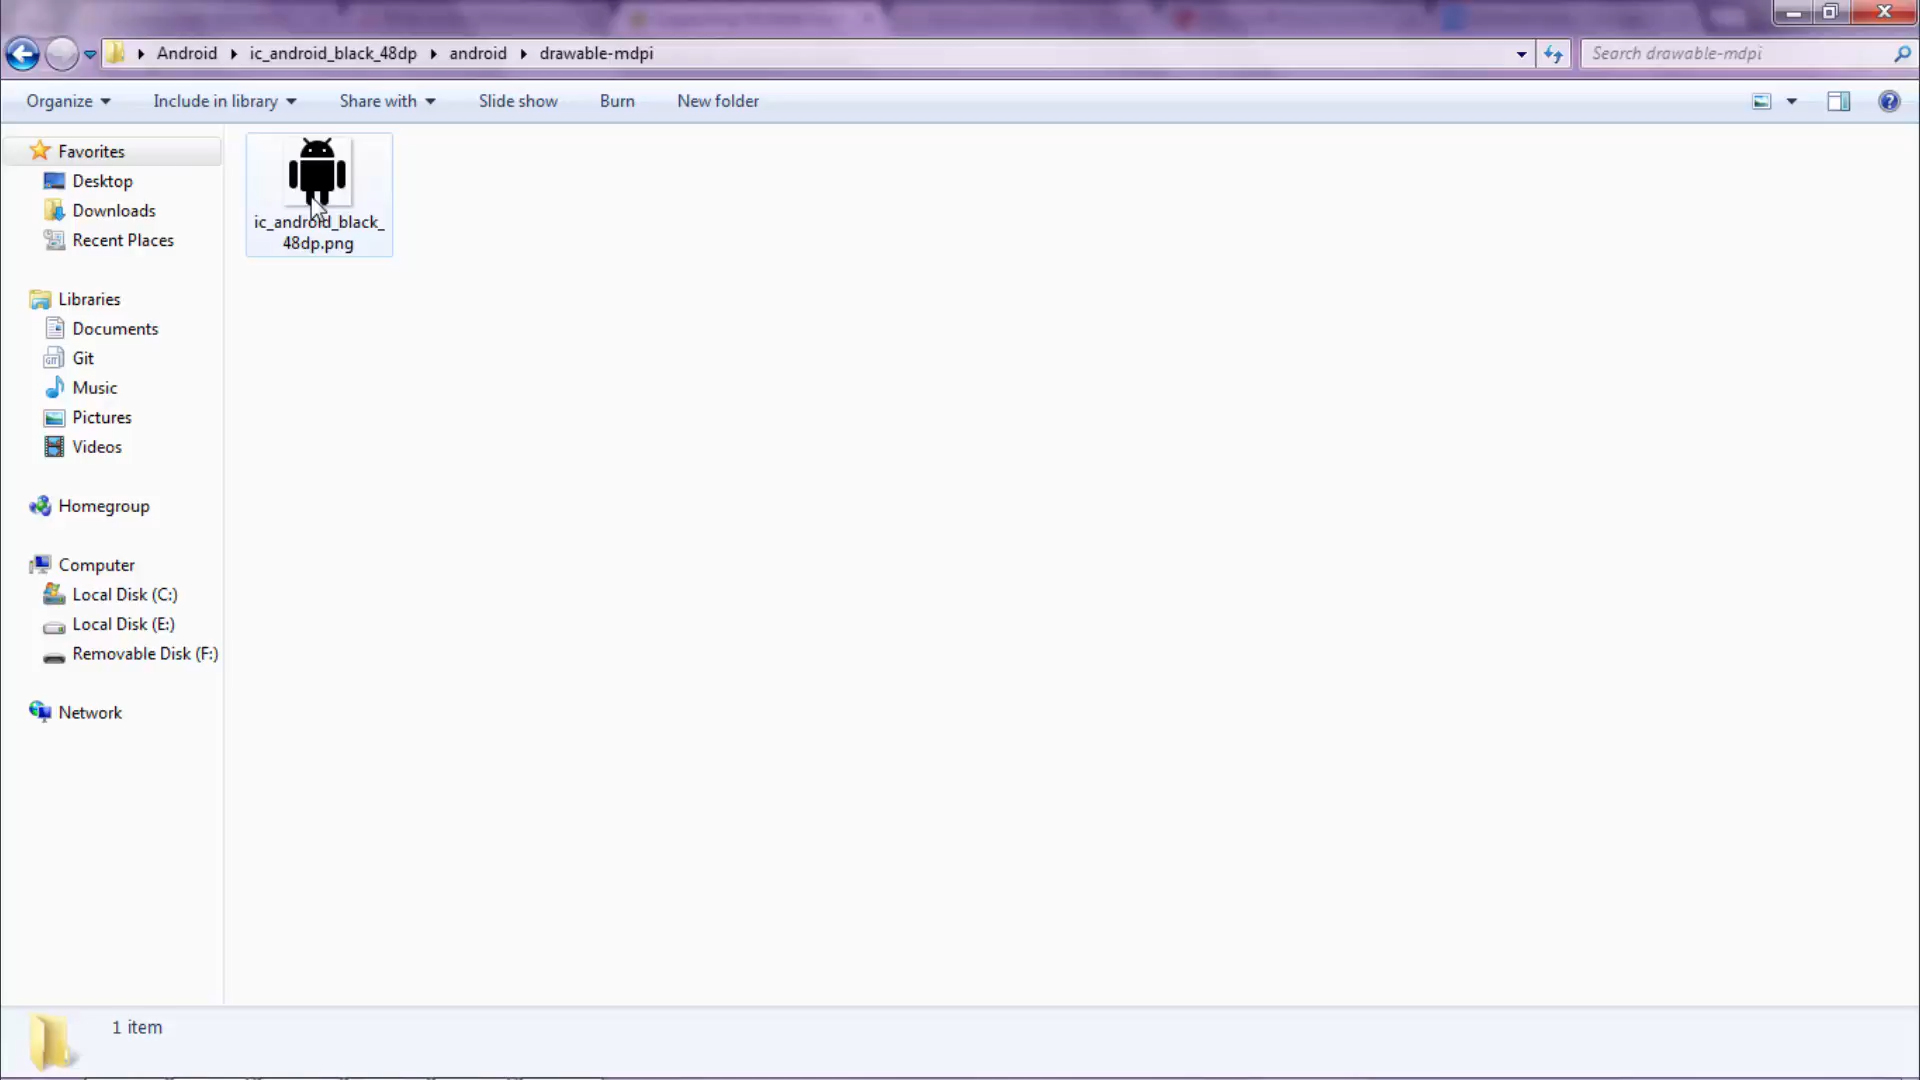 Android ic_android_black_48dp android drawable-mdpi
Search drawable-mdpi
Organize Include in library Share with Slide show Burn New folder
Favorites
Desktop
Downloads
Recent Places
Libraries
Documents
Git
Music
Pictures
Videos
Homegroup
Computer
Local Disk (C:)
Local Disk (E:)
Removable Disk (F:)
Network
ic_android_black_
48dp.png
1 item